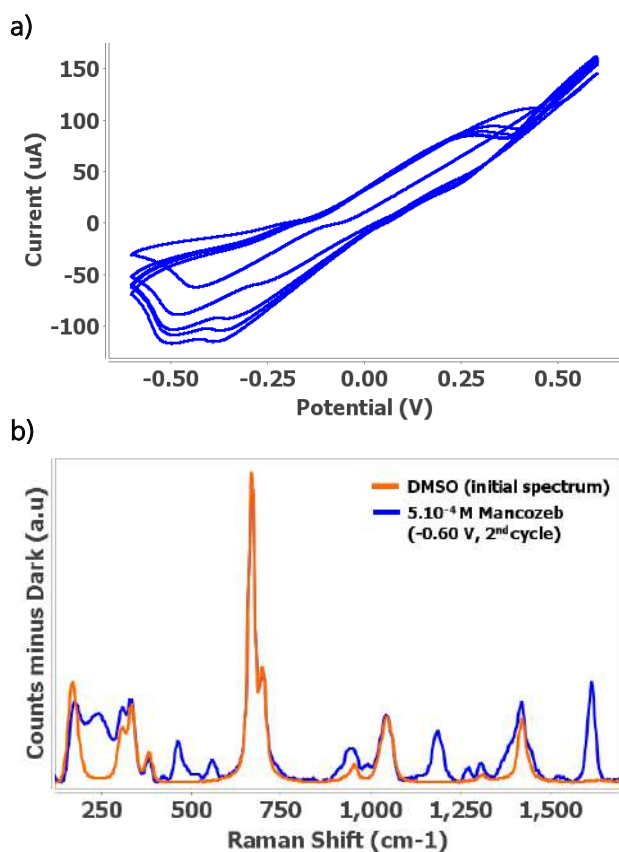 a)
Current (uA)
150
100
50
0
-50
-100
-0.50
-0.25
0.00
0.25
0.50
Potential (V)
b)
Counts minus Dark (a.u)
DMSO (initial spectrum)
5.10⁻⁴ M Mancozeb
(-0.60 V, 2ⁿᵈ cycle)
250
500
750
1,000
1,250
1,500
Raman Shift (cm-1)